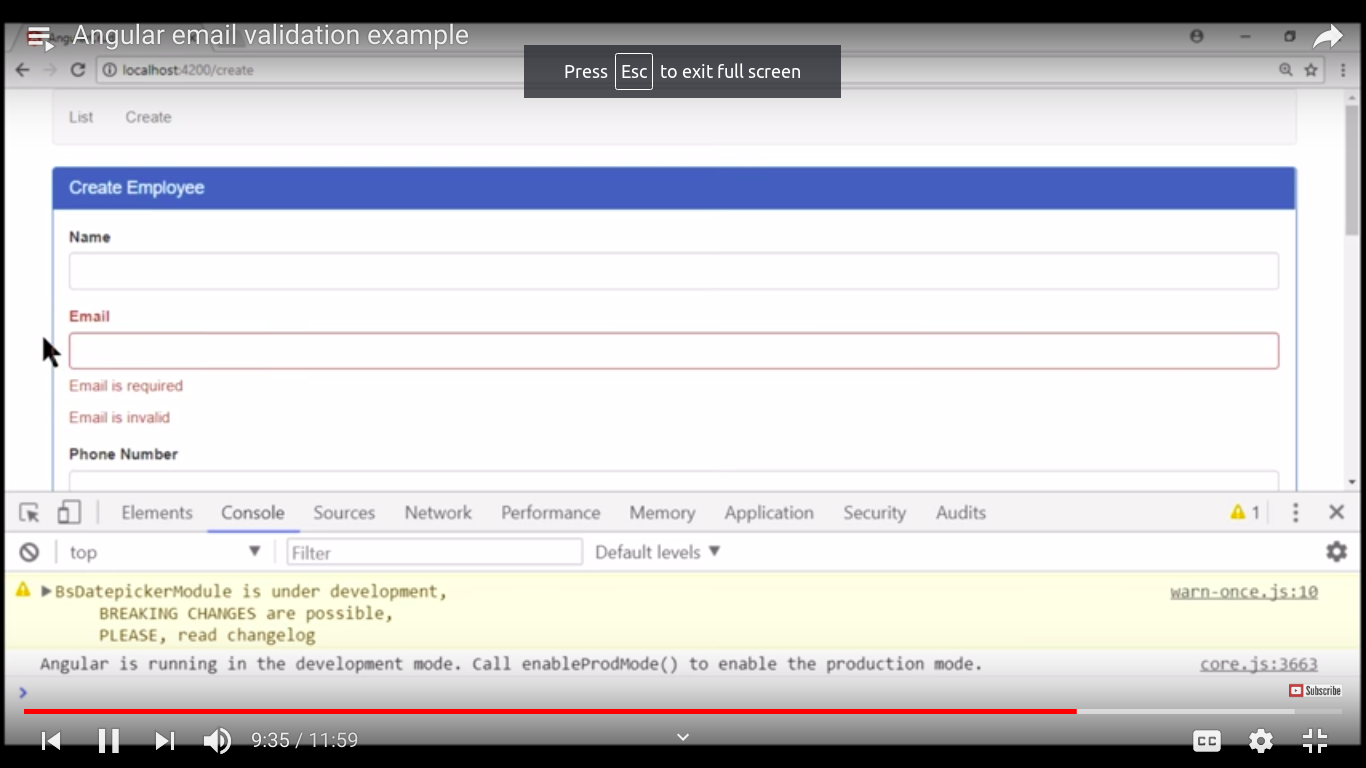 Angular email validation example
Press Esc to exit full screen
localhost:4200/create
List Create
Create Employee
Name
Email
Email is required
Email is invalid
Phone Number
Elements Console Sources Network Performance Memory Application Security Audits 1
top Filter Default levels
BsDatepickerModule is under development, warn-once.js:10
BREAKING CHANGES are possible,
PLEASE, read changelog
Angular is running in the development mode. Call enableProdMode() to enable the production mode. core.js:3663
Subscribe
9:35 / 11:59 CC